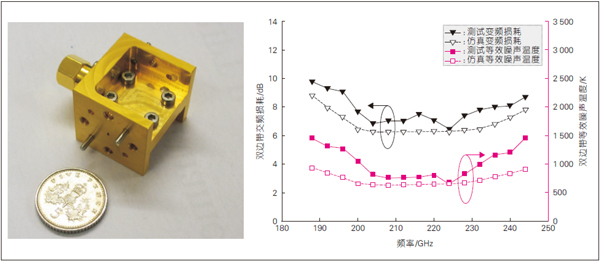 14
12
10
8
6
4
2
0
双边带变频损耗/dB
: 测试变频损耗
: 仿真变频损耗
: 测试等效噪声温度
: 仿真等效噪声温度
3 500
3 000
2 500
2 000
1 500
1 000
500
0
双边带等效噪声温度/K
180 190 200 210 220 230 240 250
频率/GHz